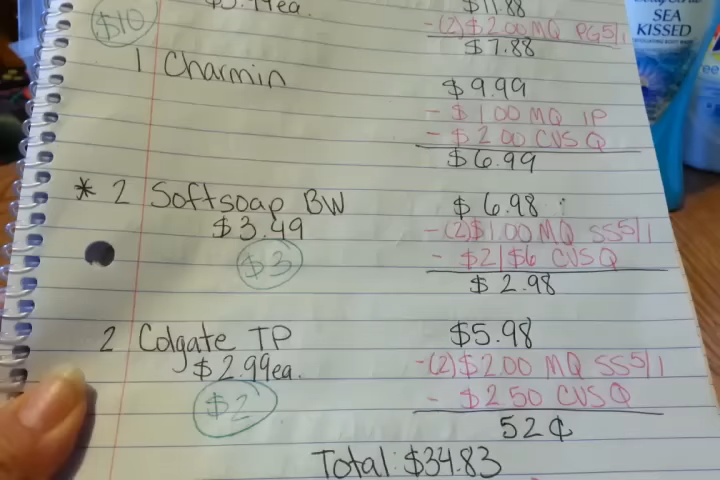 $10
$11.88
-(2)$2.00 MQ PG5/1
$7.88
1 Charmin $9.99
- $1.00 MQ IP
- $2.00 CVS Q
$6.99
* 2 Softsoap BW $6.98
$3.49 -(2)$1.00 MQ SS5/1
$3 - $2/$6 CVS Q
$2.98
2 Colgate TP $5.98
$2.99ea. -(2)$2.00 MQ SS5/1
$2 - $2.50 CVS Q
52¢
Total: $34.83
SEA
KISSED